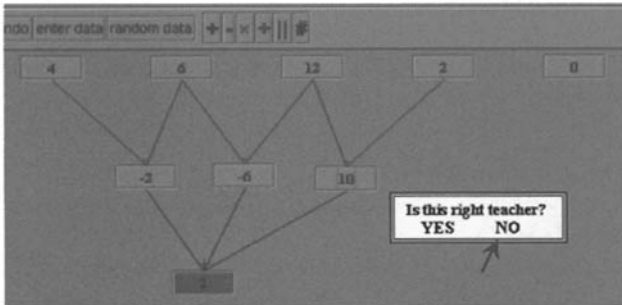 ndo enter data random data + - × ÷ || #
4 6 12 2 0
-2 -6 10
2
Is this right teacher?
YES NO